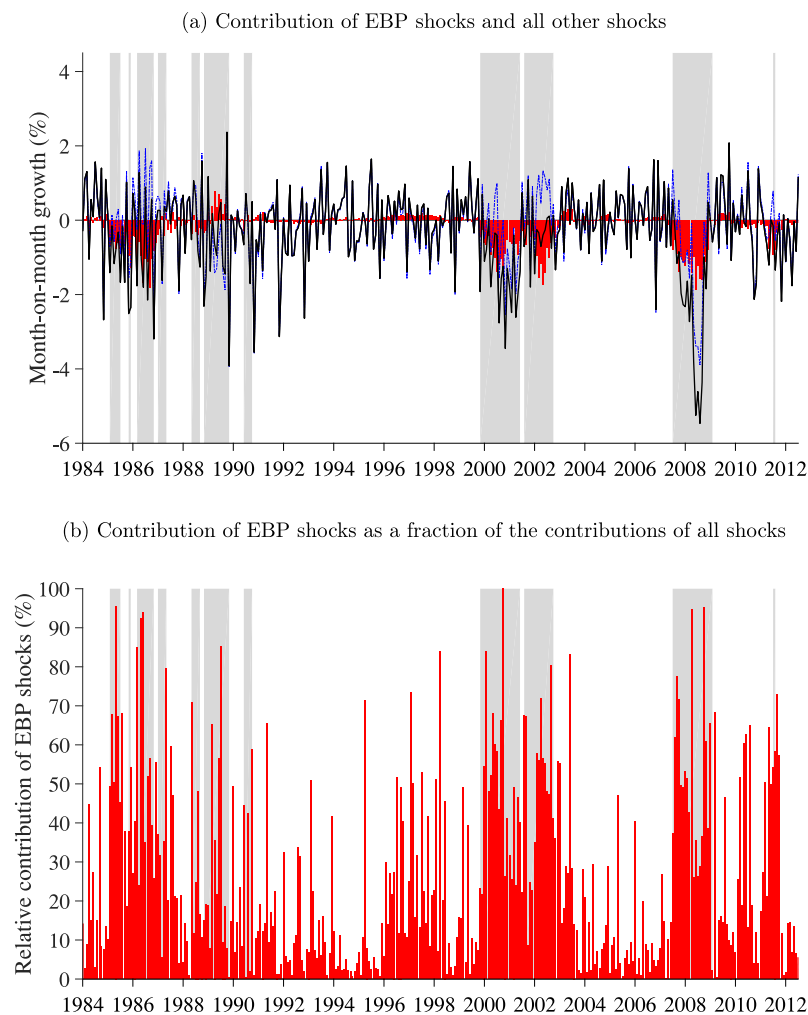 (a) Contribution of EBP shocks and all other shocks
Month-on-month growth (%)
4
2
0
-2
-4
-6
1984 1986 1988 1990 1992 1994 1996 1998 2000 2002 2004 2006 2008 2010 2012
(b) Contribution of EBP shocks as a fraction of the contributions of all shocks
Relative contribution of EBP shocks (%)
100
90
80
70
60
50
40
30
20
10
0
1984 1986 1988 1990 1992 1994 1996 1998 2000 2002 2004 2006 2008 2010 2012